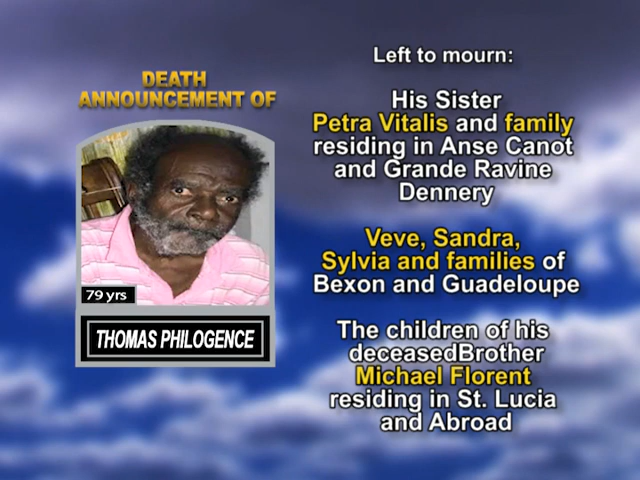 DEATH
ANNOUNCEMENT OF
79 yrs
THOMAS PHILOGENCE
Left to mourn:
His Sister
Petra Vitalis and family
residing in Anse Canot
and Grande Ravine
Dennery
Veve, Sandra,
Sylvia and families of
Bexon and Guadeloupe
The children of his
deceasedBrother
Michael Florent
residing in St. Lucia
and Abroad